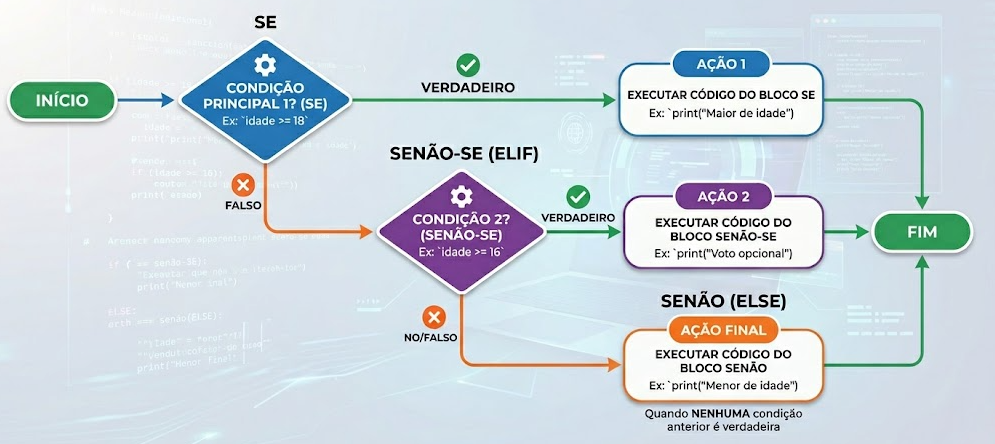 SE
INÍCIO
CONDIÇÃO
PRINCIPAL 1? (SE)
Ex: `idade >= 18`
VERDADEIRO
AÇÃO 1
EXECUTAR CÓDIGO DO BLOCO SE
Ex: `print("Maior de idade")
FALSO
SENÃO-SE (ELIF)
CONDIÇÃO 2?
(SENÃO-SE)
Ex: `idade >= 16`
VERDADEIRO
AÇÃO 2
EXECUTAR CÓDIGO DO
BLOCO SENÃO-SE
Ex: `print("Voto opcional")
FIM
NO/FALSO
SENÃO (ELSE)
AÇÃO FINAL
EXECUTAR CÓDIGO DO
BLOCO SENÃO
Ex: `print("Menor de idade")
Quando NENHUMA condição
anterior é verdadeira